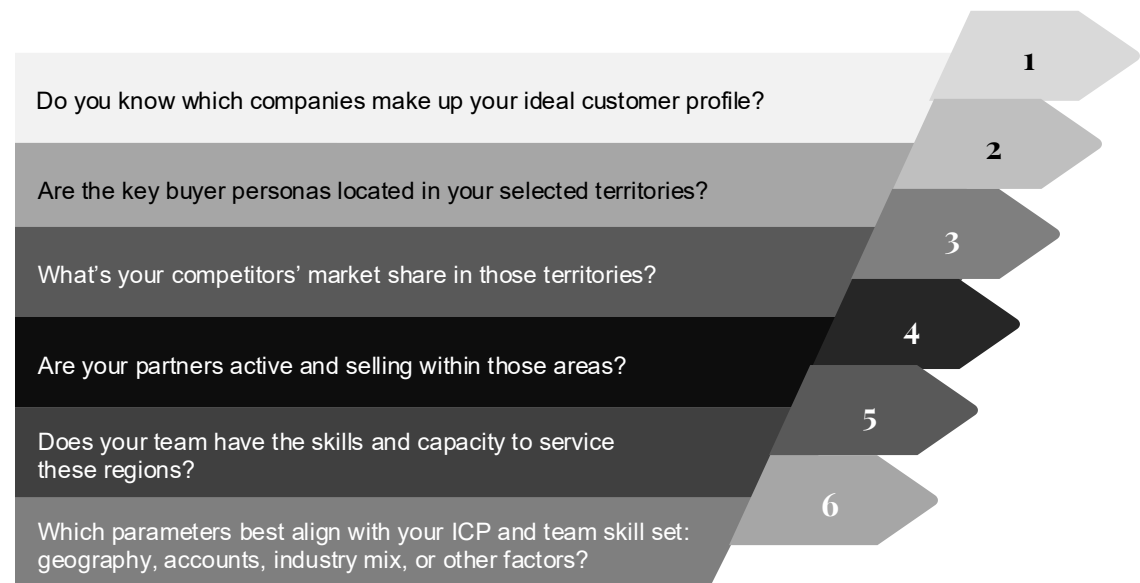 1
Do you know which companies make up your ideal customer profile?
2
Are the key buyer personas located in your selected territories?
3
What’s your competitors’ market share in those territories?
4
Are your partners active and selling within those areas?
5
Does your team have the skills and capacity to service
these regions?
6
Which parameters best align with your ICP and team skill set:
geography, accounts, industry mix, or other factors?